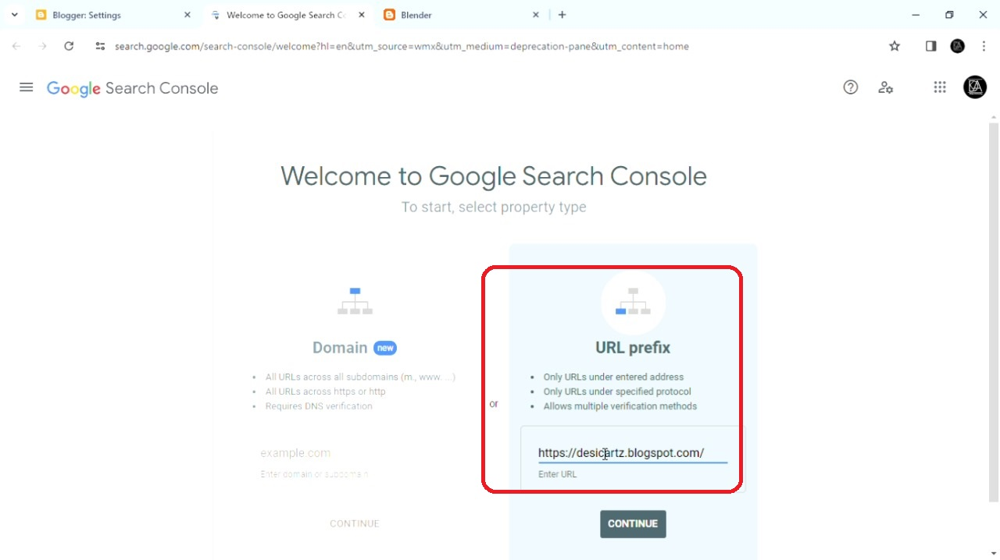 Blogger: Settings
Welcome to Google Search Co
Blender
search.google.com/search-console/welcome?hl=en&utm_source=wmx&utm_medium=deprecation-pane&utm_content=home
Google Search Console
Welcome to Google Search Console
To start, select property type
Domain new
All URLs across all subdomains (m., www. ...)
All URLs across https or http
Requires DNS verification
example.com
Enter domain or subdomain
CONTINUE
or
URL prefix
Only URLs under entered address
Only URLs under specified protocol
Allows multiple verification methods
https://desicartz.blogspot.com/
Enter URL
CONTINUE